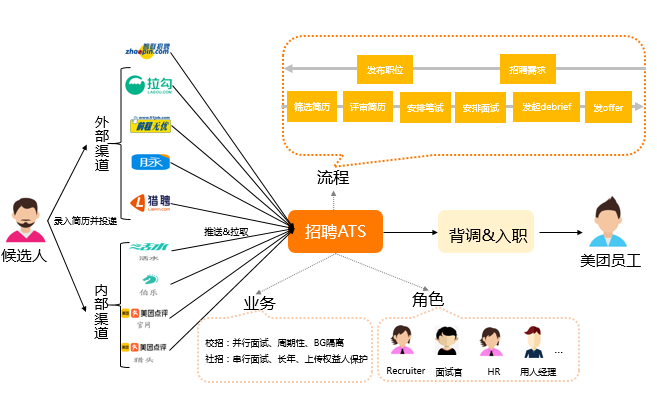 智联招聘
zhaopin.com
拉勾
LAGOU.COM
www.51job.com
前程无忧
脉
猎聘
LIEPIN.COM
外部渠道
候选人
录入简历并投递
内部渠道
活水
伯乐
美团点评
官网
美团点评
猎头
推送&拉取
发布职位
招聘需求
筛选简历
评审简历
安排笔试
安排面试
发起debrief
发offer
流程
招聘ATS
背调&入职
美团员工
业务
校招：并行面试、周期性、BG隔离
社招：串行面试、长年、上传权益人保护
角色
Recruiter
面试官
HR
用人经理
...